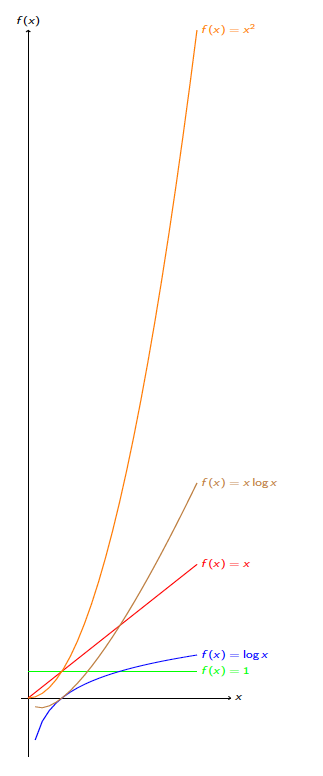 f(x)
f(x) = x²
f(x) = x log x
f(x) = x
f(x) = log x
f(x) = 1
x